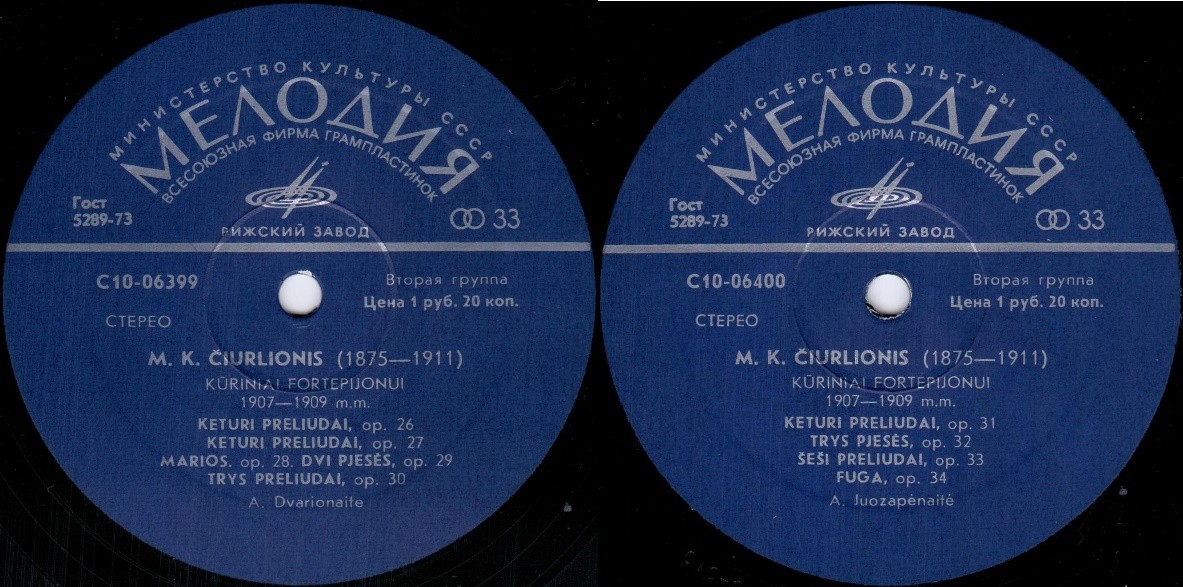 МИНИСТЕРСТВО КУЛЬТУРЫ СССР
МЕЛОДИЯ
ВСЕСОЮЗНАЯ ФИРМА ГРАМПЛАСТИНОК
Гост
5289-73
33
РИЖСКИЙ ЗАВОД
С10-06399
Вторая группа
Цена 1 руб. 20 коп.
СТЕРЕО
M. K. ČIURLIONIS (1875—1911)
KŪRINIAI FORTEPIJONUI
1907—1909 m.m.
KETURI PRELIUDAI, op. 26
KETURI PRELIUDAI, op. 27
MARIOS. op. 28, DVI PJESĖS, op. 29
TRYS PRELIUDAI, op. 30
A. Dvarionaite
МИНИСТЕРСТВО КУЛЬТУРЫ СССР
МЕЛОДИЯ
ВСЕСОЮЗНАЯ ФИРМА ГРАМПЛАСТИНОК
Гост
5289-73
33
РИЖСКИЙ ЗАВОД
С10-06400
Вторая группа
Цена 1 руб. 20 коп.
СТЕРЕО
M. K. ČIURLIONIS (1875—1911)
KŪRINIAI FORTEPIJONUI
1907—1909 m.m.
KETURI PRELIUDAI, op. 31
TRYS PJESĖS, op. 32
ŠEŠI PRELIUDAI, op. 33
FUGA, op. 34
A. Juozapėnaitė